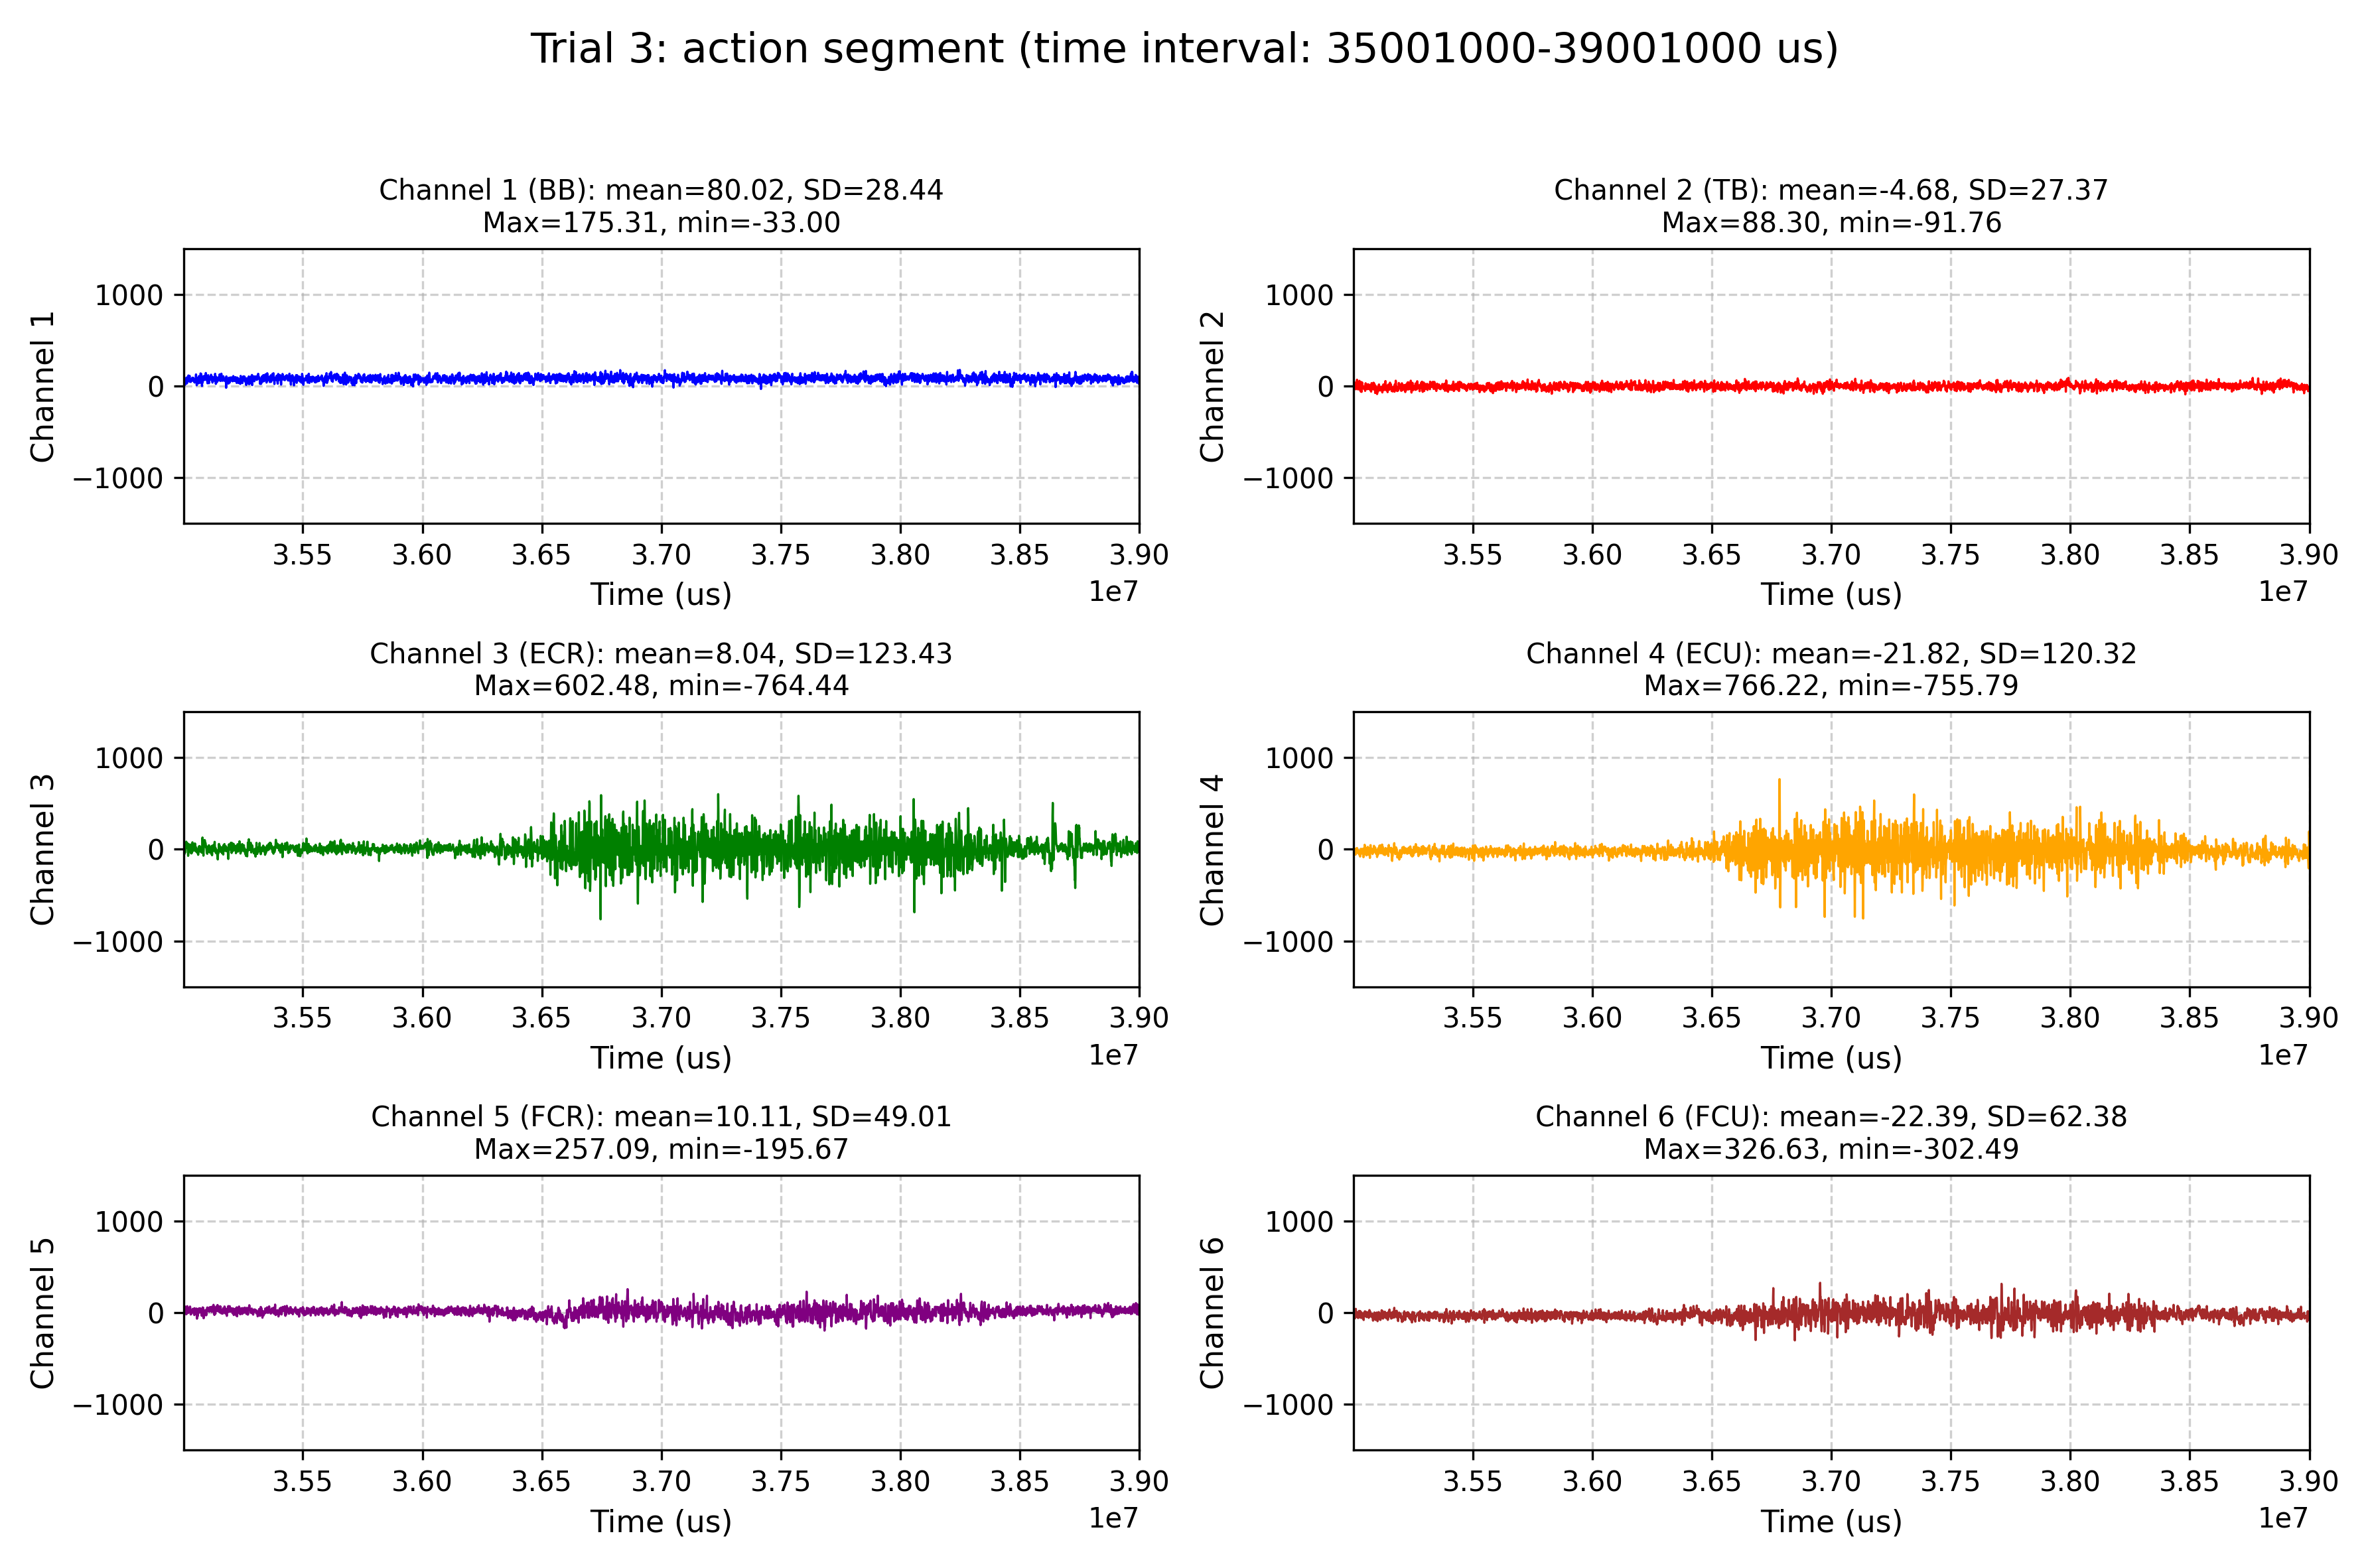 Trial 3: action segment (time interval: 35001000-39001000 us)
Channel 1 (BB): mean=80.02, SD=28.44
Max=175.31, min=-33.00
Channel 1
1000
0
−1000
3.55 3.60 3.65 3.70 3.75 3.80 3.85 3.90
Time (us)
1e7
Channel 2 (TB): mean=-4.68, SD=27.37
Max=88.30, min=-91.76
Channel 2
1000
0
−1000
3.55 3.60 3.65 3.70 3.75 3.80 3.85 3.90
Time (us)
1e7
Channel 3 (ECR): mean=8.04, SD=123.43
Max=602.48, min=-764.44
Channel 3
1000
0
−1000
3.55 3.60 3.65 3.70 3.75 3.80 3.85 3.90
Time (us)
1e7
Channel 4 (ECU): mean=-21.82, SD=120.32
Max=766.22, min=-755.79
Channel 4
1000
0
−1000
3.55 3.60 3.65 3.70 3.75 3.80 3.85 3.90
Time (us)
1e7
Channel 5 (FCR): mean=10.11, SD=49.01
Max=257.09, min=-195.67
Channel 5
1000
0
−1000
3.55 3.60 3.65 3.70 3.75 3.80 3.85 3.90
Time (us)
1e7
Channel 6 (FCU): mean=-22.39, SD=62.38
Max=326.63, min=-302.49
Channel 6
1000
0
−1000
3.55 3.60 3.65 3.70 3.75 3.80 3.85 3.90
Time (us)
1e7